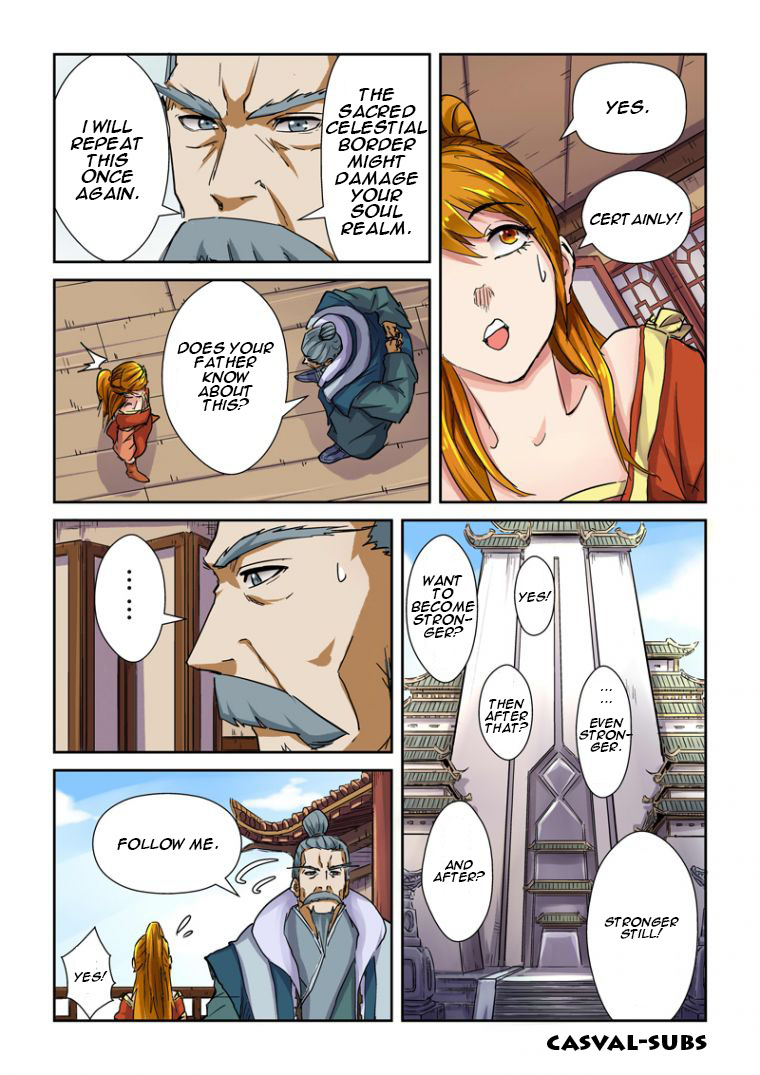 I WILL
REPEAT
THIS
ONCE
AGAIN.
THE
SACRED
CELESTIAL
BORDER
MIGHT
DAMAGE
YOUR
SOUL
REALM.
YES.
CERTAINLY!
DOES YOUR
FATHER
KNOW
ABOUT
THIS?
.....
WANT
TO
BECOME
STRON-
GER?
YES!
THEN
AFTER
THAT?
... ...
EVEN
STRON-
GER.
AND
AFTER?
STRONGER
STILL!
FOLLOW ME.
YES!
CASVAL-SUBS